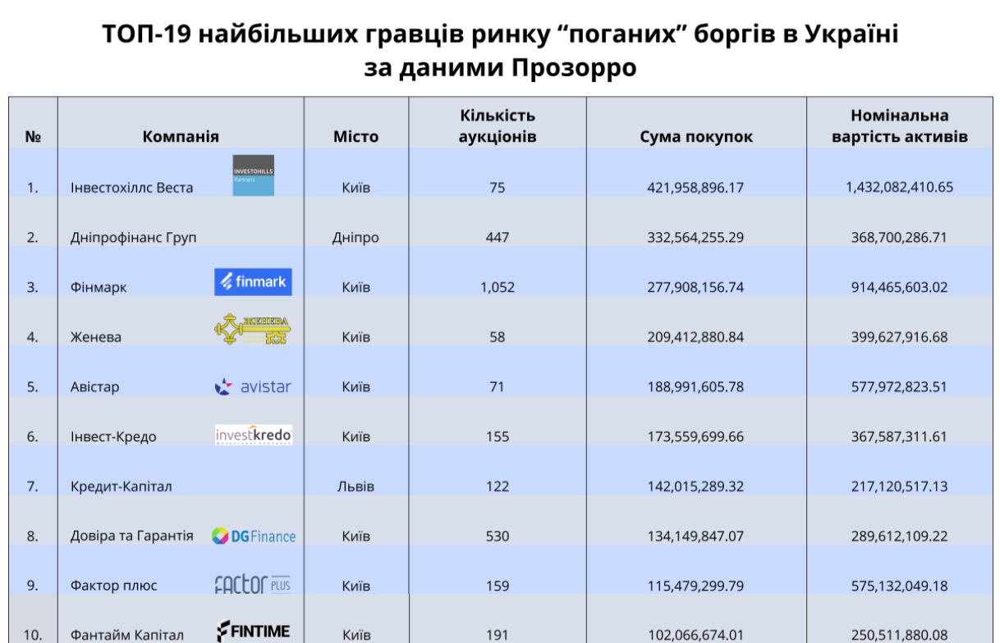 ТОП-19 найбільших гравців ринку “поганих” боргів в Україні
за даними Прозорро
№ Компанія Місто Кількість аукціонів Сума покупок Номінальна вартість активів
1. Інвестохіллс Веста INVESTOHILLS Partners Київ 75 421,958,896.17 1,432,082,410.65
2. Дніпрофінанс Груп Дніпро 447 332,564,255.29 368,700,286.71
3. Фінмарк finmark Київ 1,052 277,908,156.74 914,465,603.02
4. Женева ЖЕНЕВА Київ 58 209,412,880.84 399,627,916.68
5. Авістар avistar Київ 71 188,991,605.78 577,972,823.51
6. Інвест-Кредо investkredo Київ 155 173,559,699.66 367,587,311.61
7. Кредит-Капітал Львів 122 142,015,289.32 217,120,517.13
8. Довіра та Гарантія DGFinance Київ 530 134,149,847.07 289,612,109.22
9. Фактор плюс FACTOR PLUS Київ 159 115,479,299.79 575,132,049.18
10. Фантайм Капітал FINTIME Київ 191 102,066,674.01 250,511,880.08